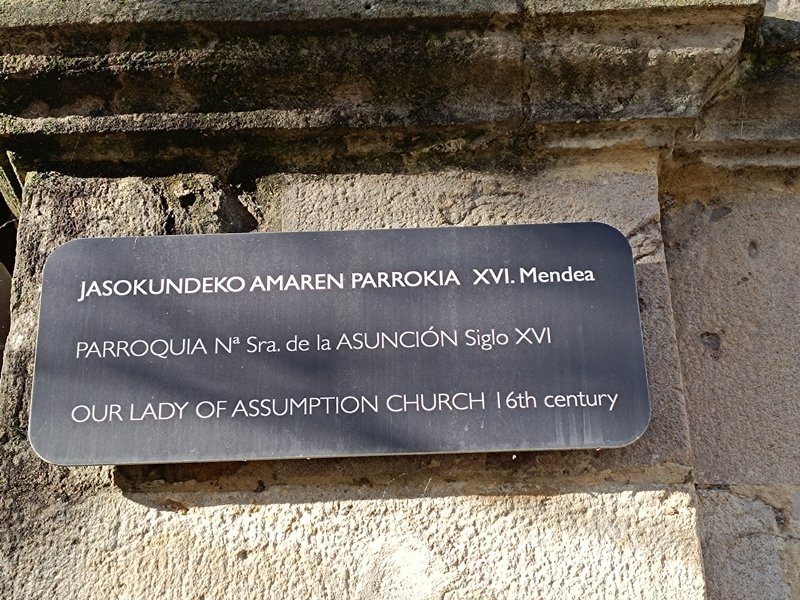 JASOKUNDEKO AMAREN PARROKIA XVI. Mendea
PARROQUIA Nª Sra. de la ASUNCIÓN Siglo XVI
OUR LADY OF ASSUMPTION CHURCH 16th century